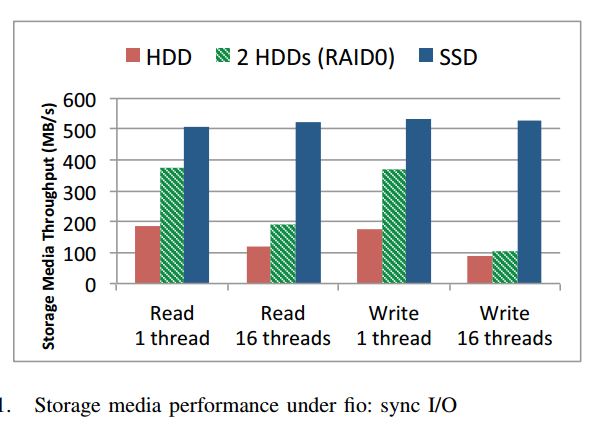 HDD 2 HDDs (RAID0) SSD
Storage Media Throughput (MB/s)
600
500
400
300
200
100
0
Read Read Write Write
1 thread 16 threads 1 thread 16 threads
1. Storage media performance under fio: sync I/O